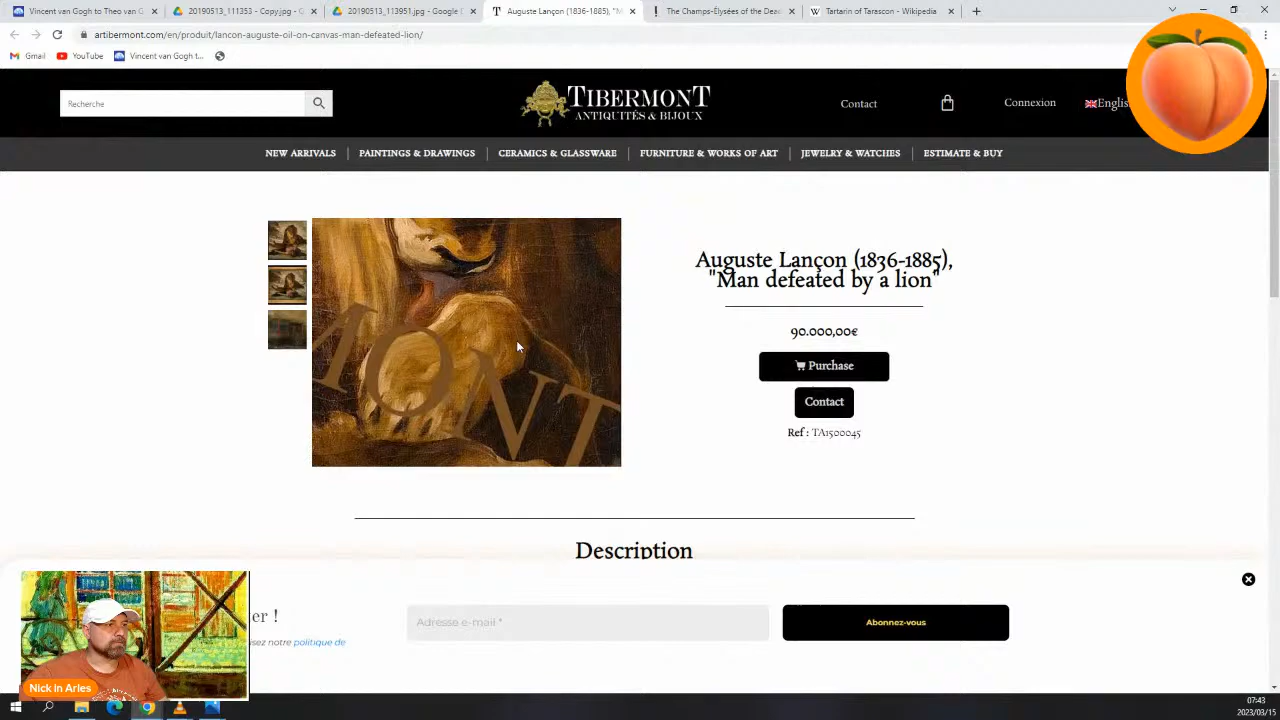 Vincent van Gogh to Theo van G
20190513_111353 - Copy.jpg - G
20190513_113951.jpg - Google
Auguste Lançon (1836-1885), "M
The Champs-Élysées of the Dea
Tartarin of Tarascon - Wikipedia
artibermont.com/en/produit/lancon-auguste-oil-on-canvas-man-defeated-lion/
Gmail
YouTube
Vincent van Gogh t...
Recherche
TIBERMONT
ANTIQUITÉS & BIJOUX
Contact
Connexion
Englis
NEW ARRIVALS
PAINTINGS & DRAWINGS
CERAMICS & GLASSWARE
FURNITURE & WORKS OF ART
JEWELRY & WATCHES
ESTIMATE & BUY
MONT
Auguste Lançon (1836-1885),
"Man defeated by a lion"
90.000,00€
Purchase
Contact
Ref : TA1500045
Description
er !
sez notre politique de
Adresse e-mail *
Abonnez-vous
Nick in Arles
07:43
2023/03/15